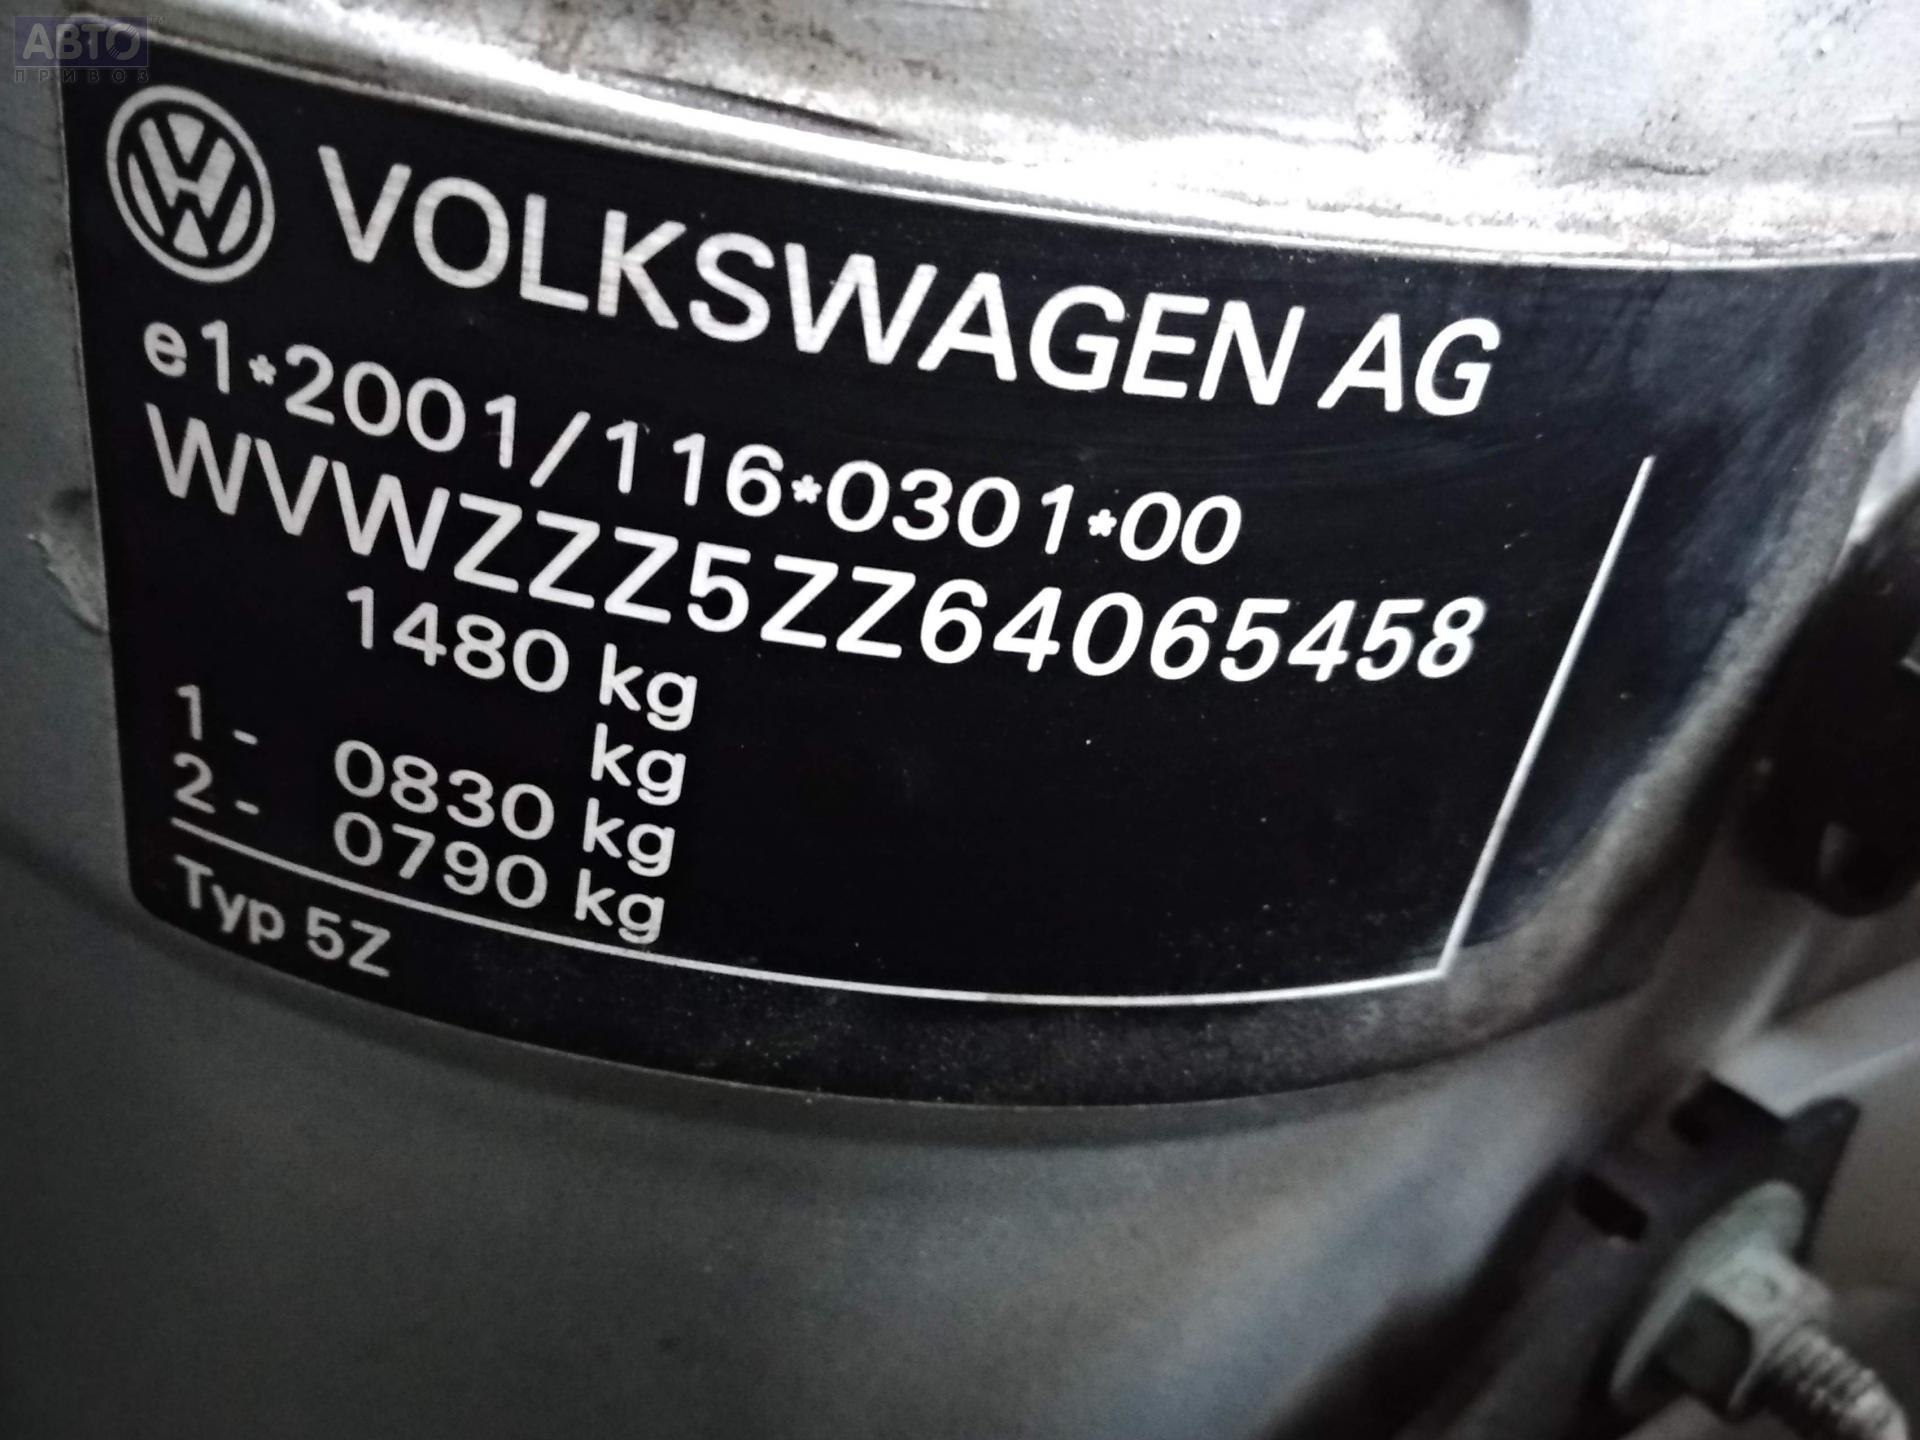 АВТО
ПРИВОЗ
VOLKSWAGEN AG
e1*2001/116*0301*00
WVWZZZ5ZZ64065458
1480 kg
kg
1- 0830 kg
2- 0790 kg
Typ 5Z